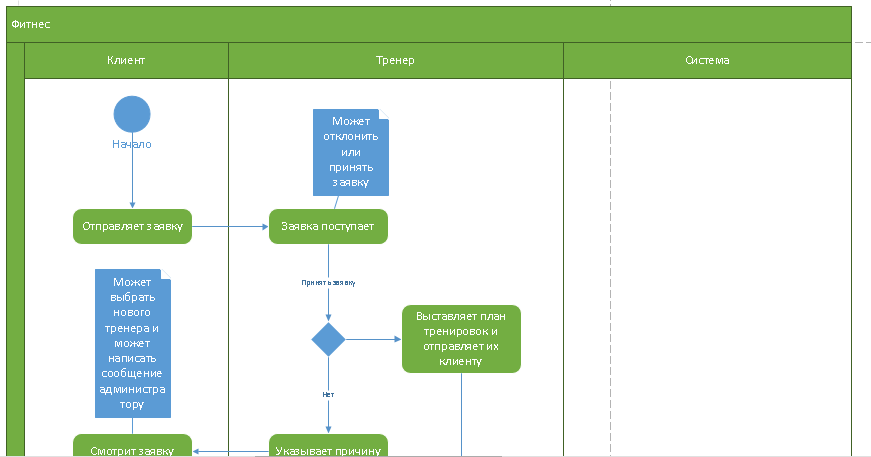 Фитнес
Клиент
Тренер
Система
Начало
Может
отклонить
или
принять
заявку
Отправляет заявку
Заявка поступает
Принять заявку
Может
выбрать
нового
тренера и
может
написать
сообщение
администра
тору
Выставляет план
тренировок и
отправляет их
клиенту
Нет
Смотрит заявку
Указывает причину